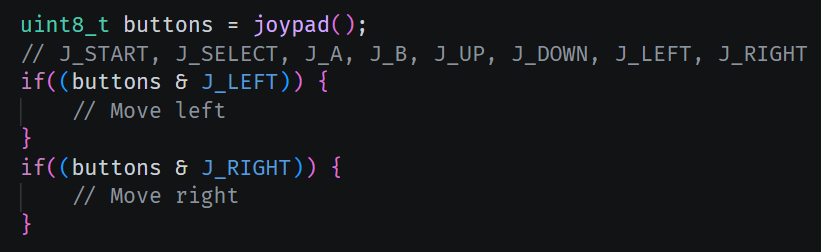 uint8_t buttons = joypad();
// J_START, J_SELECT, J_A, J_B, J_UP, J_DOWN, J_LEFT, J_RIGHT
if((buttons & J_LEFT)) {
    // Move left
}
if((buttons & J_RIGHT)) {
    // Move right
}